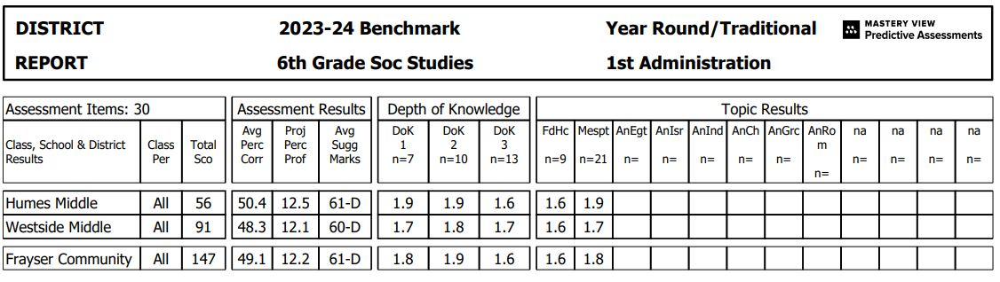 DISTRICT 2023-24 Benchmark Year Round/Traditional MASTERY VIEW
REPORT 6th Grade Soc Studies 1st Administration Predictive Assessments
Assessment Items: 30 Assessment Results Depth of Knowledge Topic Results
Class, School & District Results Class Per Total Sco Avg Perc Corr Proj Perc Prof Avg Sugg Marks DoK 1 n=7 DoK 2 n=10 DoK 3 n=13 FdHc n=9 Mespt n=21 AnEgt n= AnIsr n= AnInd n= AnCh n= AnGrc n= AnRo m n= na n= na n= na n= na n=
Humes Middle All 56 50.4 12.5 61-D 1.9 1.9 1.6 1.6 1.9
Westside Middle All 91 48.3 12.1 60-D 1.7 1.8 1.7 1.6 1.7
Frayser Community All 147 49.1 12.2 61-D 1.8 1.9 1.6 1.6 1.8